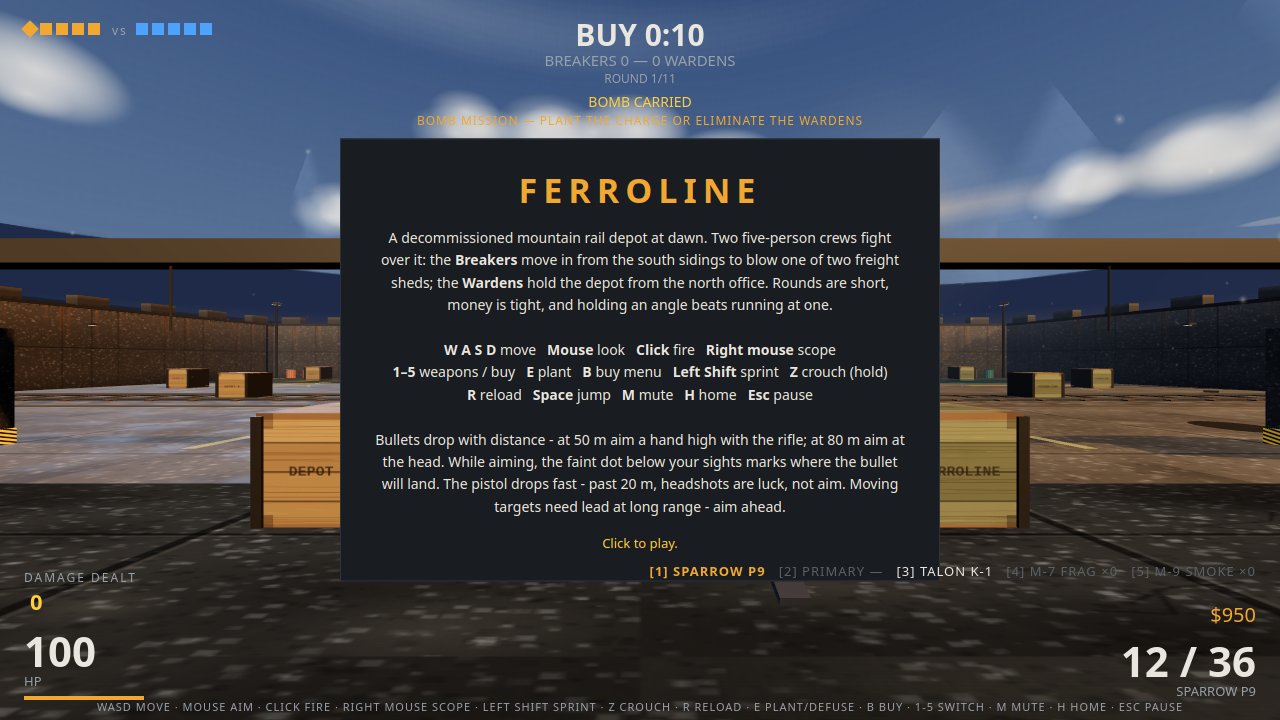 VS
BUY 0:10
BREAKERS 0 — 0 WARDENS
ROUND 1/11
BOMB CARRIED
BOMB MISSION — PLANT THE CHARGE OR ELIMINATE THE WARDENS
FERROLINE
A decommissioned mountain rail depot at dawn. Two five-person crews fight
over it: the Breakers move in from the south sidings to blow one of two freight
sheds; the Wardens hold the depot from the north office. Rounds are short,
money is tight, and holding an angle beats running at one.
W A S D move Mouse look Click fire Right mouse scope
1–5 weapons / buy E plant B buy menu Left Shift sprint Z crouch (hold)
R reload Space jump M mute H home Esc pause
Bullets drop with distance - at 50 m aim a hand high with the rifle; at 80 m aim at
the head. While aiming, the faint dot below your sights marks where the bullet
will land. The pistol drops fast - past 20 m, headshots are luck, not aim. Moving
targets need lead at long range - aim ahead.
Click to play.
DEPOT
RROLINE
[1] SPARROW P9 [2] PRIMARY — [3] TALON K-1 [4] M-7 FRAG ×0 [5] M-9 SMOKE ×0
DAMAGE DEALT
0
100
HP
$950
12 / 36
SPARROW P9
WASD MOVE · MOUSE AIM · CLICK FIRE · RIGHT MOUSE SCOPE · LEFT SHIFT SPRINT · Z CROUCH · R RELOAD · E PLANT/DEFUSE · B BUY · 1-5 SWITCH · M MUTE · H HOME · ESC PAUSE